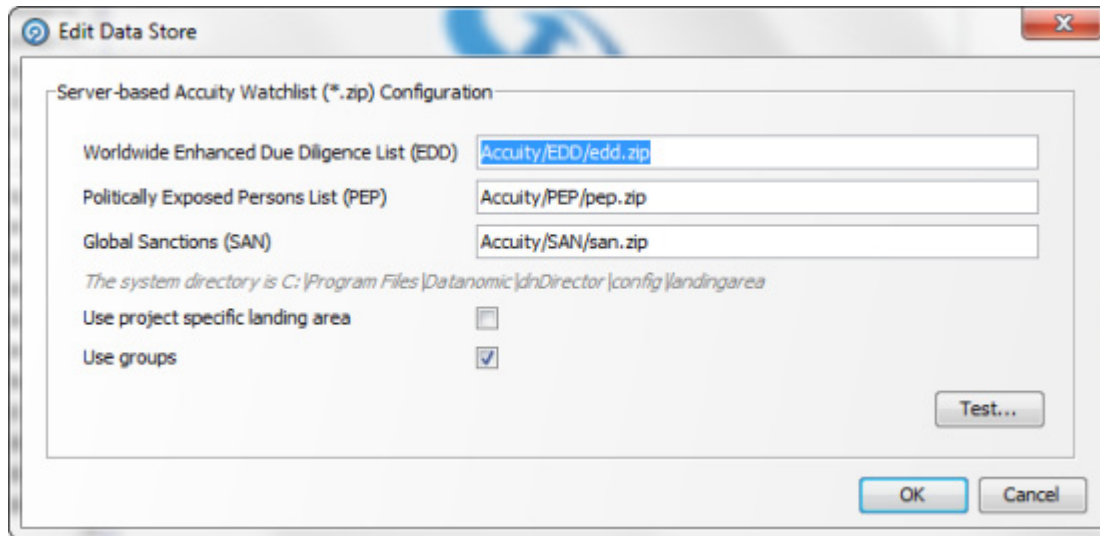 Edit Data Store
Server-based Accuity Watchlist (*.zip) Configuration
Worldwide Enhanced Due Diligence List (EDD) Accuity/EDD/edd.zip
Politically Exposed Persons List (PEP) Accuity/PEP/pep.zip
Global Sanctions (SAN) Accuity/SAN/san.zip
The system directory is C:\Program Files\Datanomic\dnDirector\config\landingarea
Use project specific landing area
Use groups
Test...
OK Cancel